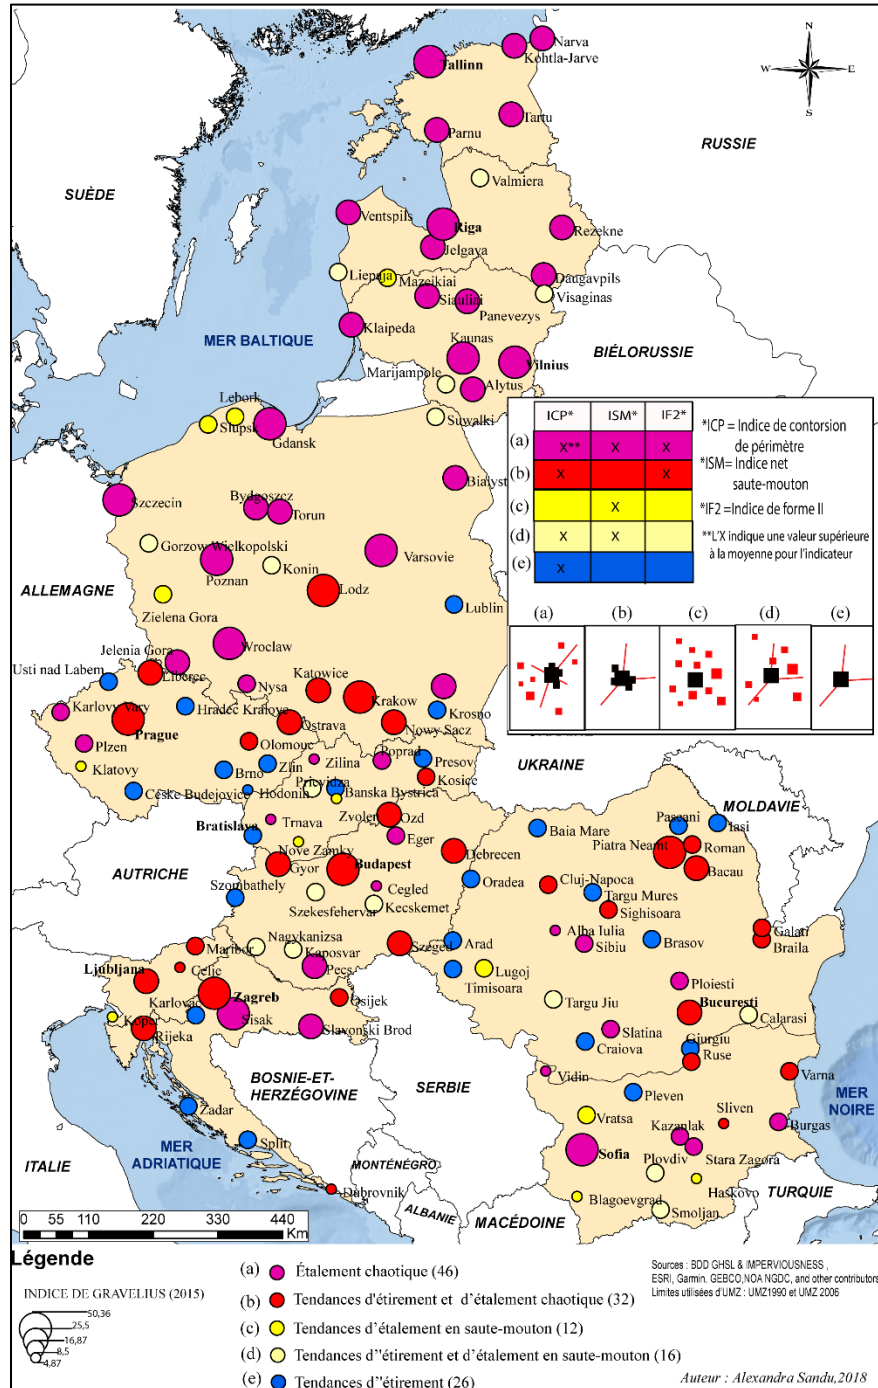 N
W
E
S
Narva
Kohtla-Jarve
Tallinn
Tartu
Parnu
RUSSIE
SUÈDE
Valmiera
Ventspils
Riga
Rezekne
Jelgava
Liepaja
Mazeikiai
Daugavpils
Siauliai
Visaginas
Panevezys
Klaipeda
MER BALTIQUE
Kaunas
BIÉLORUSSIE
Vilnius
Marijampole
Alytus
Lebork
Slupsk
Gdansk
Suwalki
ICP*
ISM*
IF2*
(a) X** X X
(b) X X
(c) X
(d) X X
(e) X
*ICP = Indice de contorsion
de périmètre
*ISM= Indice net
saute-mouton
*IF2 =Indice de forme II
**L'X indique une valeur supérieure
à la moyenne pour l'indicateur
(a) (b) (c) (d) (e)
Bialyst
Szczecin
Bydgoszcz
Torun
Gorzow Wielkopolski
Varsovie
Poznan
Konin
ALLEMAGNE
Lodz
Lublin
Zielena Gora
Wroclaw
Jelenia Gora
Usti nad Labem
Liberec
Nysa
Katowice
Krakow
Karlovy Vary
Hradec Kralove
Krosno
Prague
Ostrava
Nowy Sacz
Plzen
Olomouc
Zilina
Poprad
Presov
UKRAINE
Klatovy
Brno
Zlin
Prievidza
Kosice
Ceske Budejovice
Hodonin
Banska Bystrica
MOLDAVIE
Bratislava
Trnava
Zvolen
Ozd
Baia Mare
Pascani
Iasi
Eger
Piatra Neamt
Roman
Nove Zamky
Debrecen
AUTRICHE
Gyor
Budapest
Bacau
Szombathely
Cegled
Oradea
Cluj-Napoca
Targu Mures
Szekesfehervar
Kecskemet
Sighisoara
Nagykanizsa
Alba Iulia
Galati
Maribor
Kaposvar
Szeged
Arad
Sibiu
Brasov
Braila
Ljubljana
Celje
Pecs
Timisoara
Lugoj
Ploiesti
Karlovac
Zagreb
Osijek
Targu Jiu
Bucuresti
Koper
Sisak
Calarasi
Rijeka
Slavonski Brod
Slatina
Craiova
Giurgiu
Ruse
BOSNIE-ET-
HERZÉGOVINE
SERBIE
Vidin
Varna
Pleven
MER
NOIRE
Zadar
Vratsa
Sliven
Kazanlak
Burgas
Split
MER
ADRIATIQUE
ITALIE
MONTÉNÉGRO
Sofia
Plovdiv
Stara Zagora
Dubrovnik
Blagoevgrad
Haskovo
TURQUIE
ALBANIE
MACÉDOINE
Smoljan
0 55 110 220 330 440
Km
Légende
INDICE DE GRAVELIUS (2015)
50,36
25,5
16,87
8,5
4,87
(a) Étalement chaotique (46)
(b) Tendances d'étirement et d'étalement chaotique (32)
(c) Tendances d'étalement en saute-mouton (12)
(d) Tendances d''étirement et d'étalement en saute-mouton (16)
(e) Tendances d''étirement (26)
Sources : BDD GHSL & IMPERVIOUSNESS ,
ESRI, Garmin, GEBCO,NOA NGDC, and other contributors
Limites utilisées d'UMZ : UMZ1990 et UMZ 2006
Auteur : Alexandra Sandu,2018